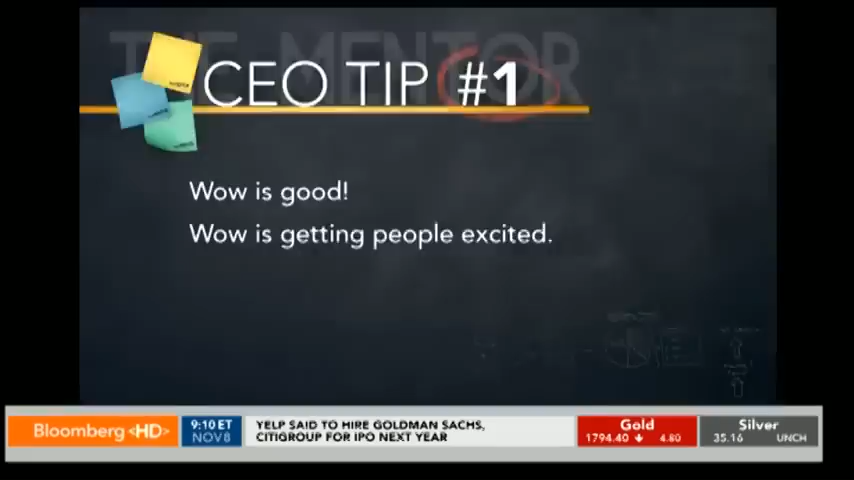 THE MENTOR
CEO TIP #1
Wow is good!
Wow is getting people excited.
Bloomberg <HD>
9:10 ET
NOV 8
YELP SAID TO HIRE GOLDMAN SACHS,
CITIGROUP FOR IPO NEXT YEAR
Gold
1794.40 ↓ 4.80
Silver
35.16 UNCH